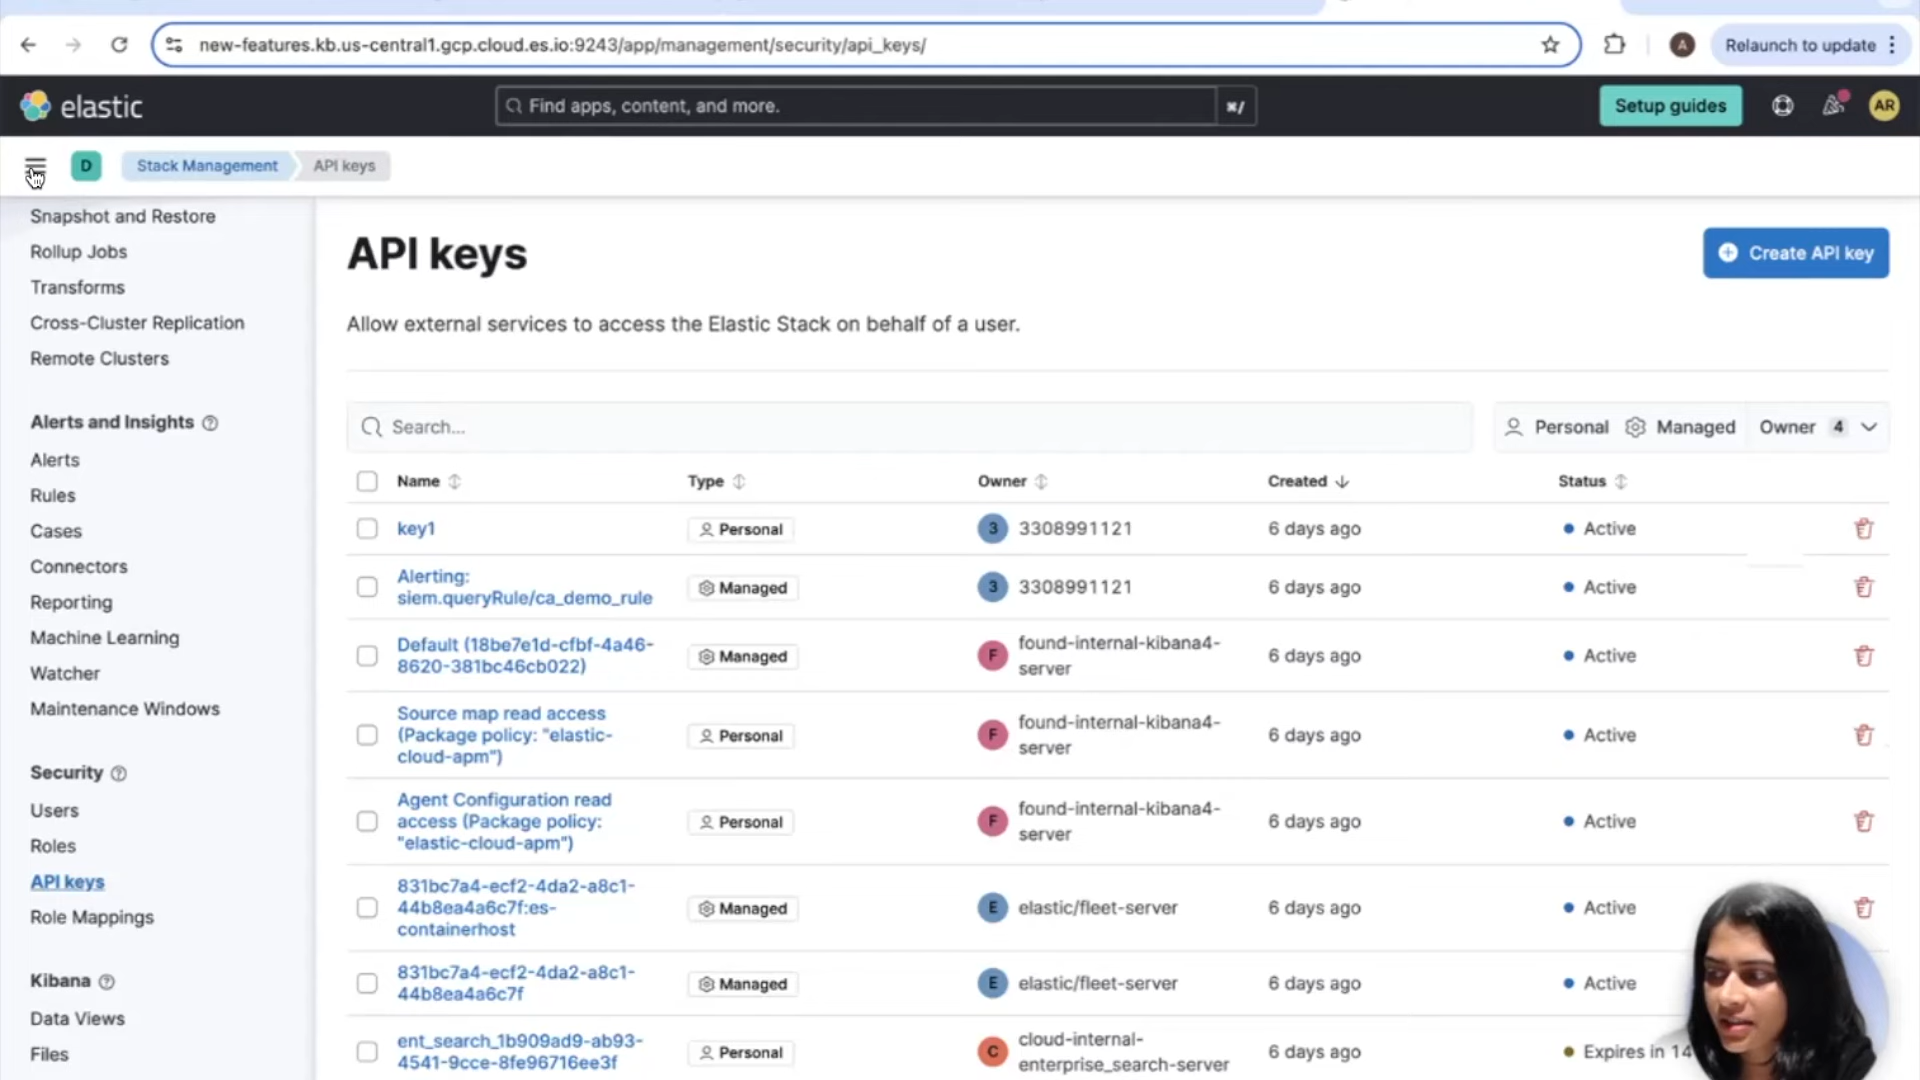 new-features.kb.us-central1.gcp.cloud.es.io:9243/app/management/security/api_keys/
A
Relaunch to update
elastic
Find apps, content, and more.
⌘/
Setup guides
AR
D
Stack Management
API keys
Snapshot and Restore
Rollup Jobs
Transforms
Cross-Cluster Replication
Remote Clusters
Alerts and Insights
Alerts
Rules
Cases
Connectors
Reporting
Machine Learning
Watcher
Maintenance Windows
Security
Users
Roles
API keys
Role Mappings
Kibana
Data Views
Files
API keys
Create API key
Allow external services to access the Elastic Stack on behalf of a user.
Search...
Personal
Managed
Owner 4
Name
Type
Owner
Created
Status
key1
Personal
3 3308991121
6 days ago
Active
Alerting:
siem.queryRule/ca_demo_rule
Managed
3 3308991121
6 days ago
Active
Default (18be7e1d-cfbf-4a46-
8620-381bc46cb022)
Managed
F found-internal-kibana4-
server
6 days ago
Active
Source map read access
(Package policy: "elastic-
cloud-apm")
Personal
F found-internal-kibana4-
server
6 days ago
Active
Agent Configuration read
access (Package policy:
"elastic-cloud-apm")
Personal
F found-internal-kibana4-
server
6 days ago
Active
831bc7a4-ecf2-4da2-a8c1-
44b8ea4a6c7f:es-
containerhost
Managed
E elastic/fleet-server
6 days ago
Active
831bc7a4-ecf2-4da2-a8c1-
44b8ea4a6c7f
Managed
E elastic/fleet-server
6 days ago
Active
ent_search_1b909ad9-ab93-
4541-9cce-8fe96716ee3f
Personal
C cloud-internal-
enterprise_search-server
6 days ago
Expires in 14